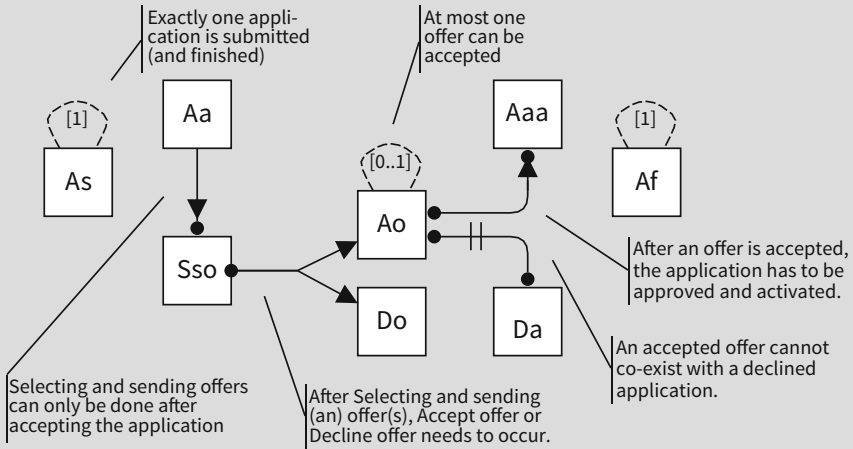 Exactly one appli-
cation is submitted
(and finished)
At most one
offer can be
accepted
[1]
As
Aa
[0..1]
Ao
Aaa
[1]
Af
Sso
Do
Da
After an offer is accepted,
the application has to be
approved and activated.
An accepted offer cannot
co-exist with a declined
application.
Selecting and sending offers
can only be done after
accepting the application
After Selecting and sending
(an) offer(s), Accept offer or
Decline offer needs to occur.